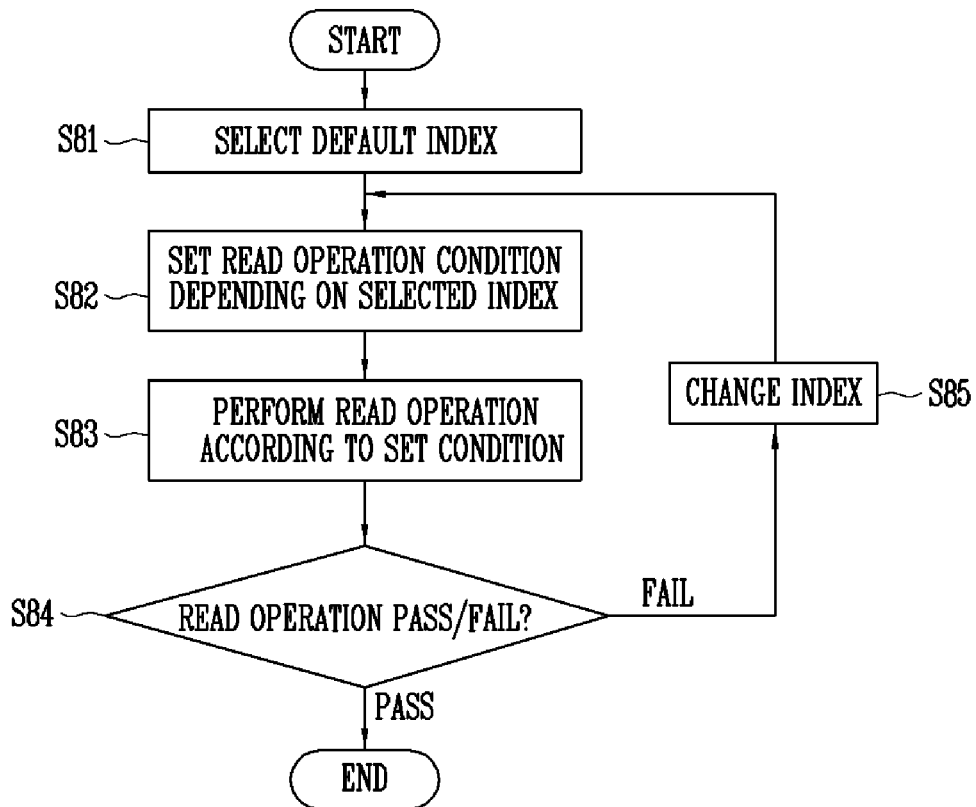 START
S81
SELECT DEFAULT INDEX
S82
SET READ OPERATION CONDITION
DEPENDING ON SELECTED INDEX
S83
PERFORM READ OPERATION
ACCORDING TO SET CONDITION
CHANGE INDEX
S85
S84
READ OPERATION PASS/FAIL?
FAIL
PASS
END